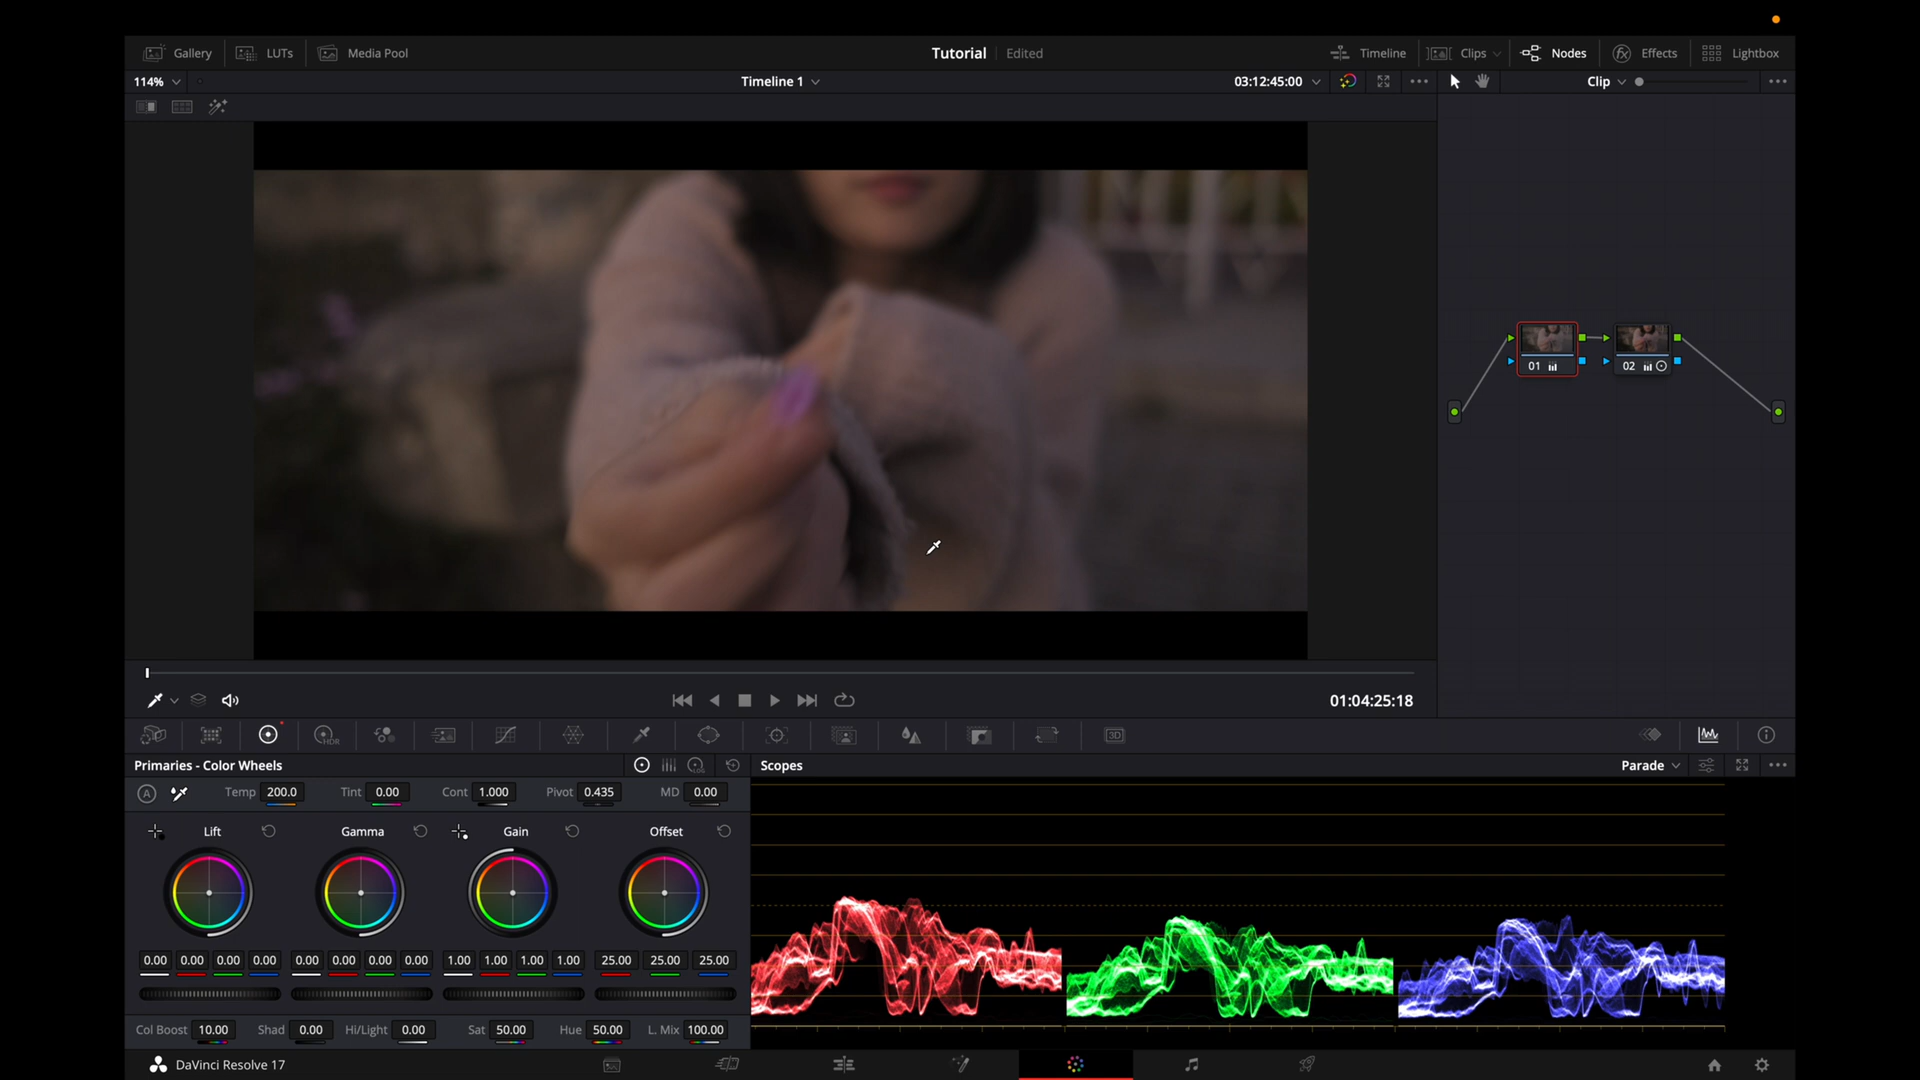 Gallery LUTs Media Pool Tutorial Edited Timeline Clips Nodes Effects Lightbox
114% Timeline 1 03:12:45:00 Clip
01 02
01:04:25:18
HDR 3D
Primaries - Color Wheels LOG Scopes Parade
A Temp 200.0 Tint 0.00 Cont 1.000 Pivot 0.435 MD 0.00
Lift Gamma Gain Offset
0.00 0.00 0.00 0.00 0.00 0.00 0.00 0.00 1.00 1.00 1.00 1.00 25.00 25.00 25.00
Col Boost 10.00 Shad 0.00 Hi/Light 0.00 Sat 50.00 Hue 50.00 L. Mix 100.00
DaVinci Resolve 17